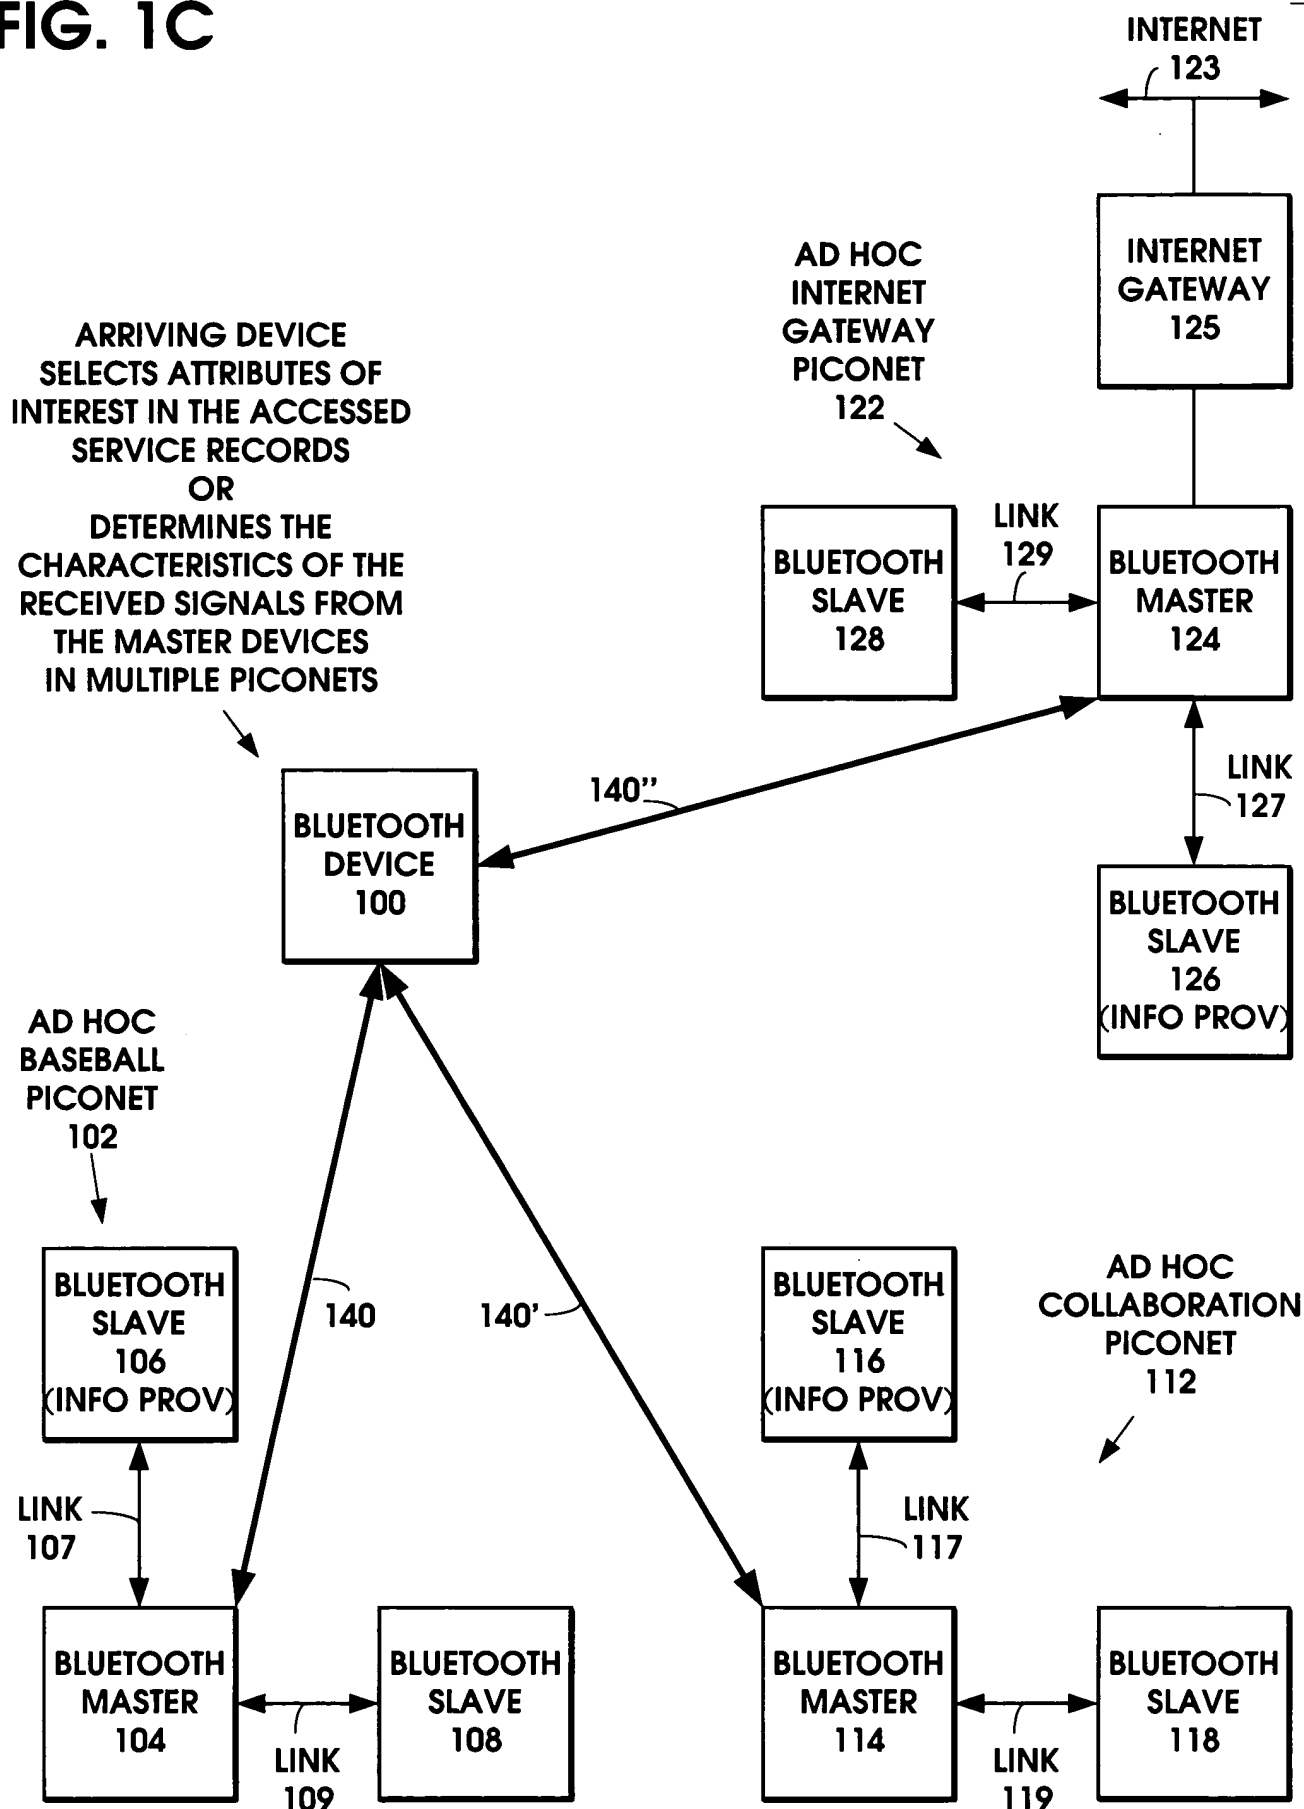 FIG. 1C
INTERNET
123
INTERNET
GATEWAY
125
AD HOC
INTERNET
GATEWAY
PICONET
122
ARRIVING DEVICE
SELECTS ATTRIBUTES OF
INTEREST IN THE ACCESSED
SERVICE RECORDS
OR
DETERMINES THE
CHARACTERISTICS OF THE
RECEIVED SIGNALS FROM
THE MASTER DEVICES
IN MULTIPLE PICONETS
BLUETOOTH
SLAVE
128
LINK
129
BLUETOOTH
MASTER
124
140''
LINK
127
BLUETOOTH
DEVICE
100
BLUETOOTH
SLAVE
126
(INFO PROV)
AD HOC
BASEBALL
PICONET
102
BLUETOOTH
SLAVE
106
(INFO PROV)
140
140'
BLUETOOTH
SLAVE
116
(INFO PROV)
AD HOC
COLLABORATION
PICONET
112
LINK
107
LINK
117
BLUETOOTH
MASTER
104
LINK
109
BLUETOOTH
SLAVE
108
BLUETOOTH
MASTER
114
LINK
119
BLUETOOTH
SLAVE
118